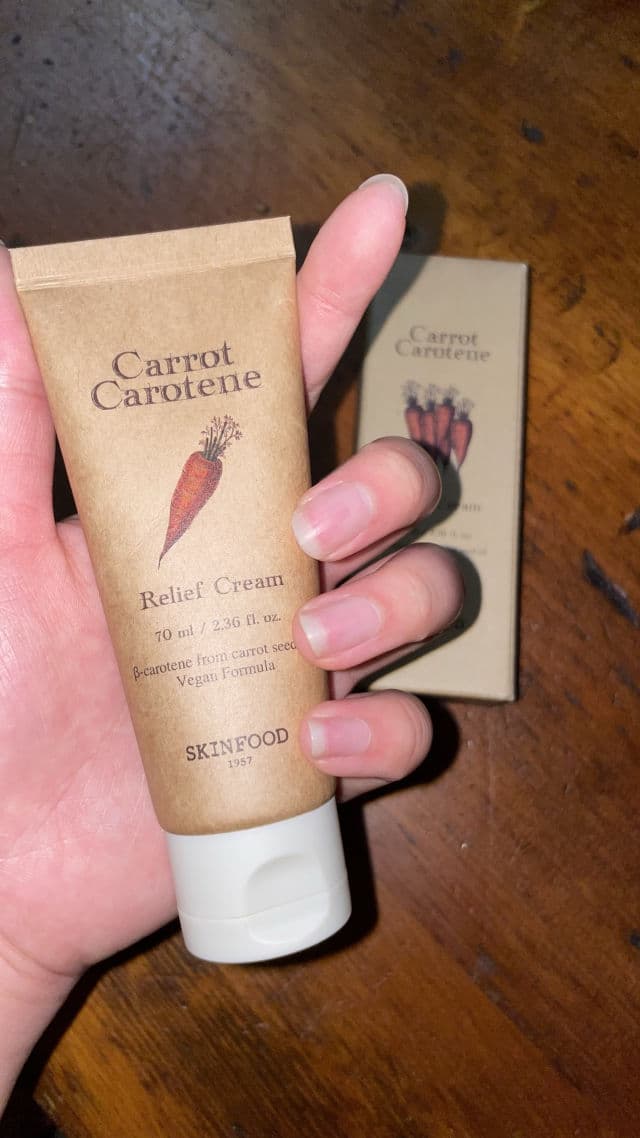 Carrot
Carotene
Relief Cream
70 ml / 2.36 fl. oz.
β-carotene from carrot seed
Vegan Formula
SKINFOOD
1957
Carrot
Carotene